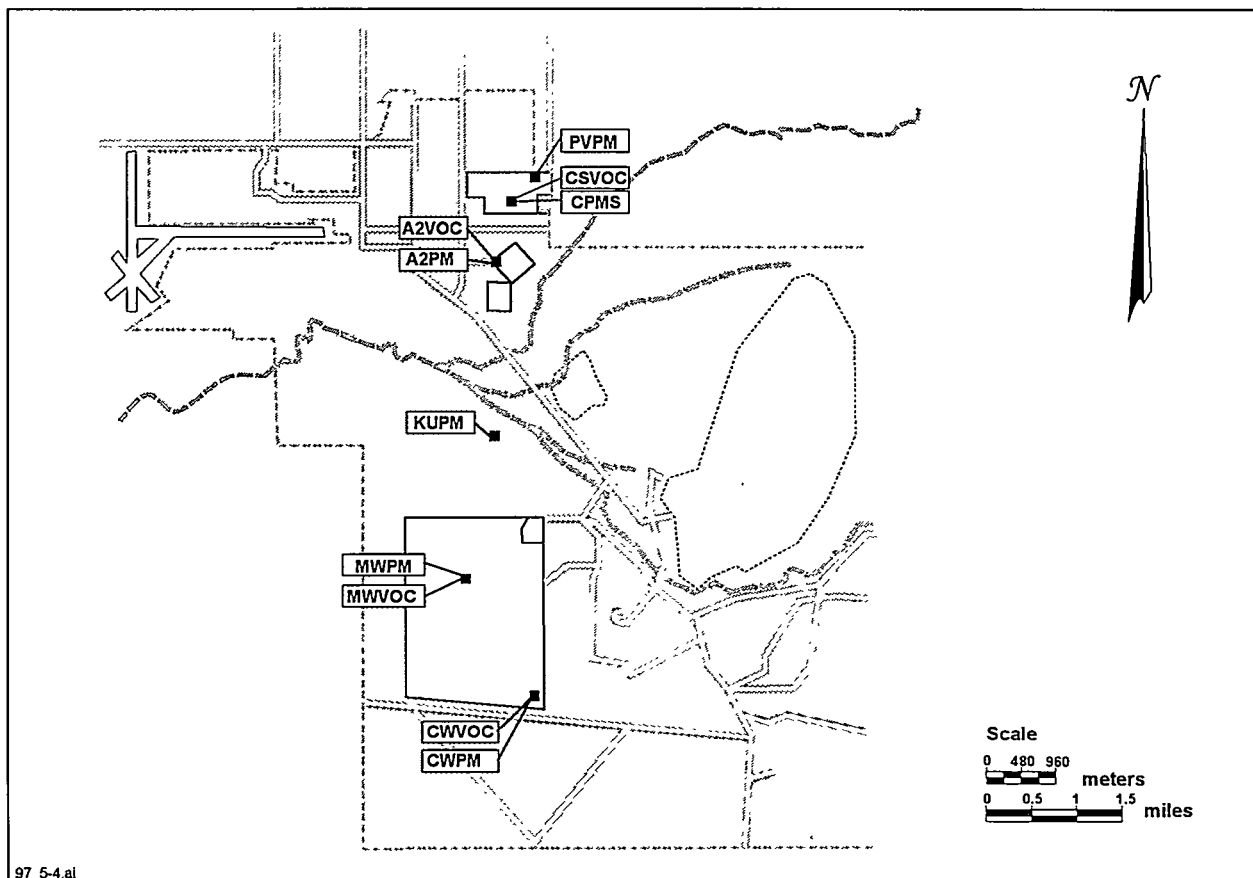 N
PVPM
CSVOC
CPMS
A2VOC
A2PM
KUPM
MWPM
MWVOC
CWVOC
CWPM
Scale
0 480 960
meters
0 0.5 1 1.5
miles
97 5-4.ai